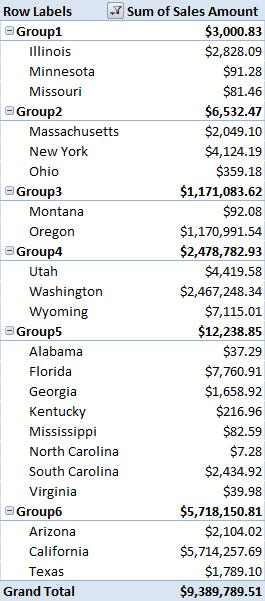 Row Labels Sum of Sales Amount
Group1 $3,000.83
Illinois $2,828.09
Minnesota $91.28
Missouri $81.46
Group2 $6,532.47
Massachusetts $2,049.10
New York $4,124.19
Ohio $359.18
Group3 $1,171,083.62
Montana $92.08
Oregon $1,170,991.54
Group4 $2,478,782.93
Utah $4,419.58
Washington $2,467,248.34
Wyoming $7,115.01
Group5 $12,238.85
Alabama $37.29
Florida $7,760.91
Georgia $1,658.92
Kentucky $216.96
Mississippi $82.59
North Carolina $7.28
South Carolina $2,434.92
Virginia $39.98
Group6 $5,718,150.81
Arizona $2,104.02
California $5,714,257.69
Texas $1,789.10
Grand Total $9,389,789.51